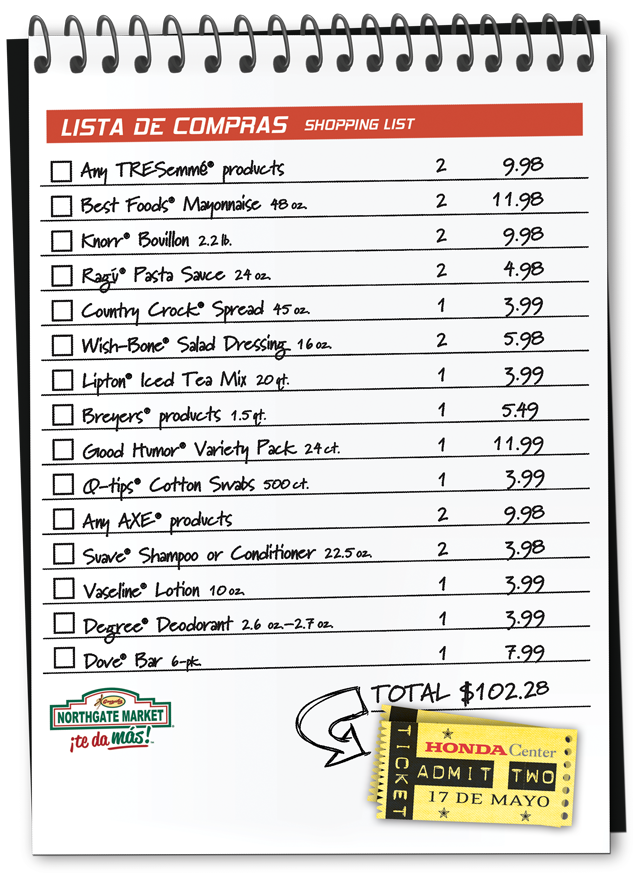 LISTA DE COMPRAS SHOPPING LIST
Any TRESemmé® products 2 9.98
Best Foods® Mayonnaise 48 oz. 2 11.98
Knorr® Bouillon 2.2 lb. 2 9.98
Ragú® Pasta Sauce 24 oz. 2 4.98
Country Crock® Spread 45 oz. 1 3.99
Wish-Bone® Salad Dressing 16 oz. 2 5.98
Lipton® Iced Tea Mix 20 qt. 1 3.99
Breyers® products 1.5 qt. 1 5.49
Good Humor® Variety Pack 24 ct. 1 11.99
Q-tips® Cotton Swabs 500 ct. 1 3.99
Any AXE® products 2 9.98
Suave® Shampoo or Conditioner 22.5 oz. 2 3.98
Vaseline® Lotion 10 oz. 1 3.99
Degree® Deodorant 2.6 oz.–2.7 oz. 1 3.99
Dove® Bar 6-pk. 1 7.99
TOTAL $102.28
NORTHGATE MARKET
¡te da más!
TICKET
HONDA Center
ADMIT TWO
17 DE MAYO